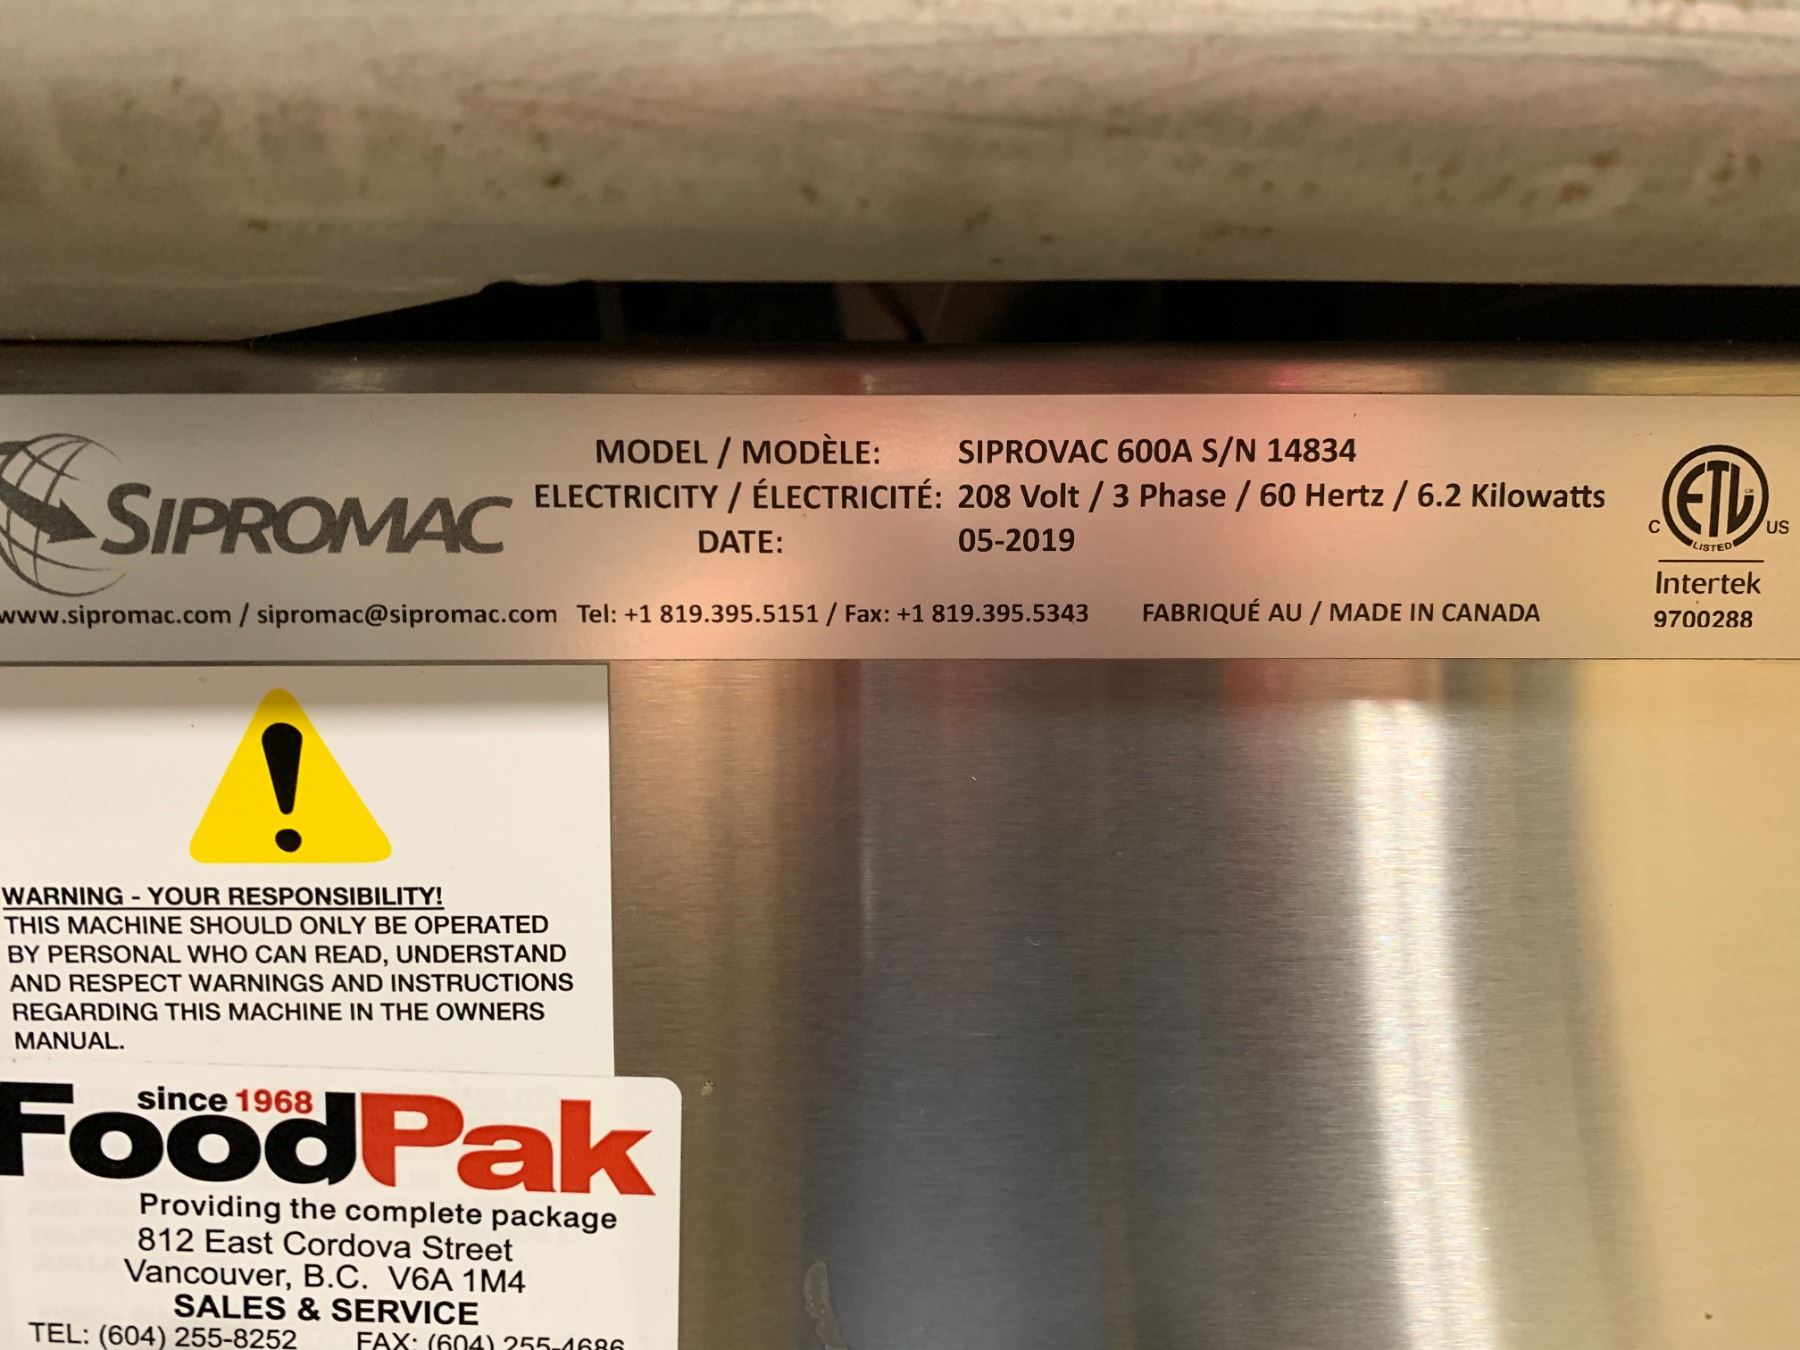 SIPROMAC
MODEL / MODÈLE: SIPROVAC 600A S/N 14834
ELECTRICITY / ÉLECTRICITÉ: 208 Volt / 3 Phase / 60 Hertz / 6.2 Kilowatts
DATE: 05-2019
www.sipromac.com / sipromac@sipromac.com Tel: +1 819.395.5151 / Fax: +1 819.395.5343 FABRIQUÉ AU / MADE IN CANADA
ETL
C US
LISTED
Intertek
9700288
WARNING - YOUR RESPONSIBILITY!
THIS MACHINE SHOULD ONLY BE OPERATED
BY PERSONAL WHO CAN READ, UNDERSTAND
AND RESPECT WARNINGS AND INSTRUCTIONS
REGARDING THIS MACHINE IN THE OWNERS
MANUAL.
since 1968
FoodPak
Providing the complete package
812 East Cordova Street
Vancouver, B.C. V6A 1M4
SALES & SERVICE
TEL: (604) 255-8252 FAX: (604) 255-4686